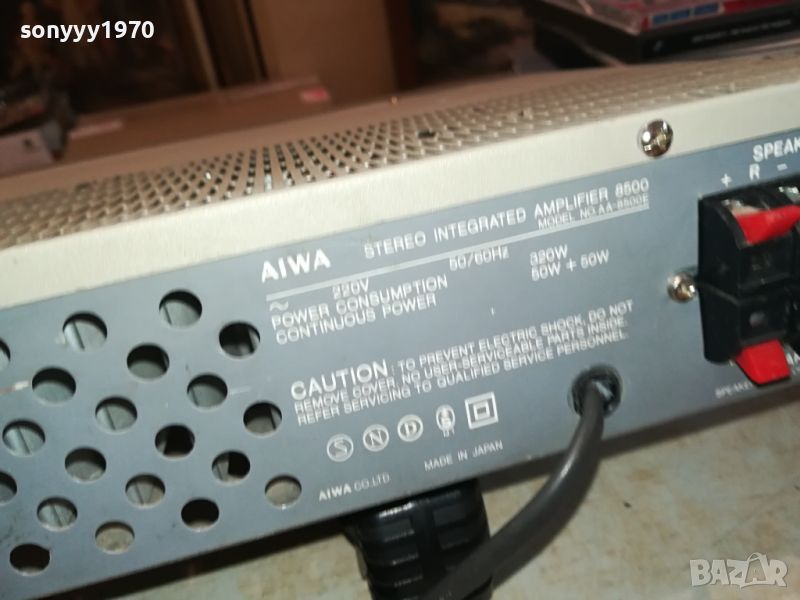 sonyyy1970
SPEAK
+ R −
AIWA STEREO INTEGRATED AMPLIFIER 8500
MODEL NO.AA-8500E
~ 220V 50/60Hz
POWER CONSUMPTION 320W
CONTINUOUS POWER 50W + 50W
CAUTION : TO PREVENT ELECTRIC SHOCK, DO NOT
REMOVE COVER, NO USER-SERVICEABLE PARTS INSIDE.
REFER SERVICING TO QUALIFIED SERVICE PERSONNEL.
S N D
AIWA CO.,LTD. MADE IN JAPAN
BAZAR